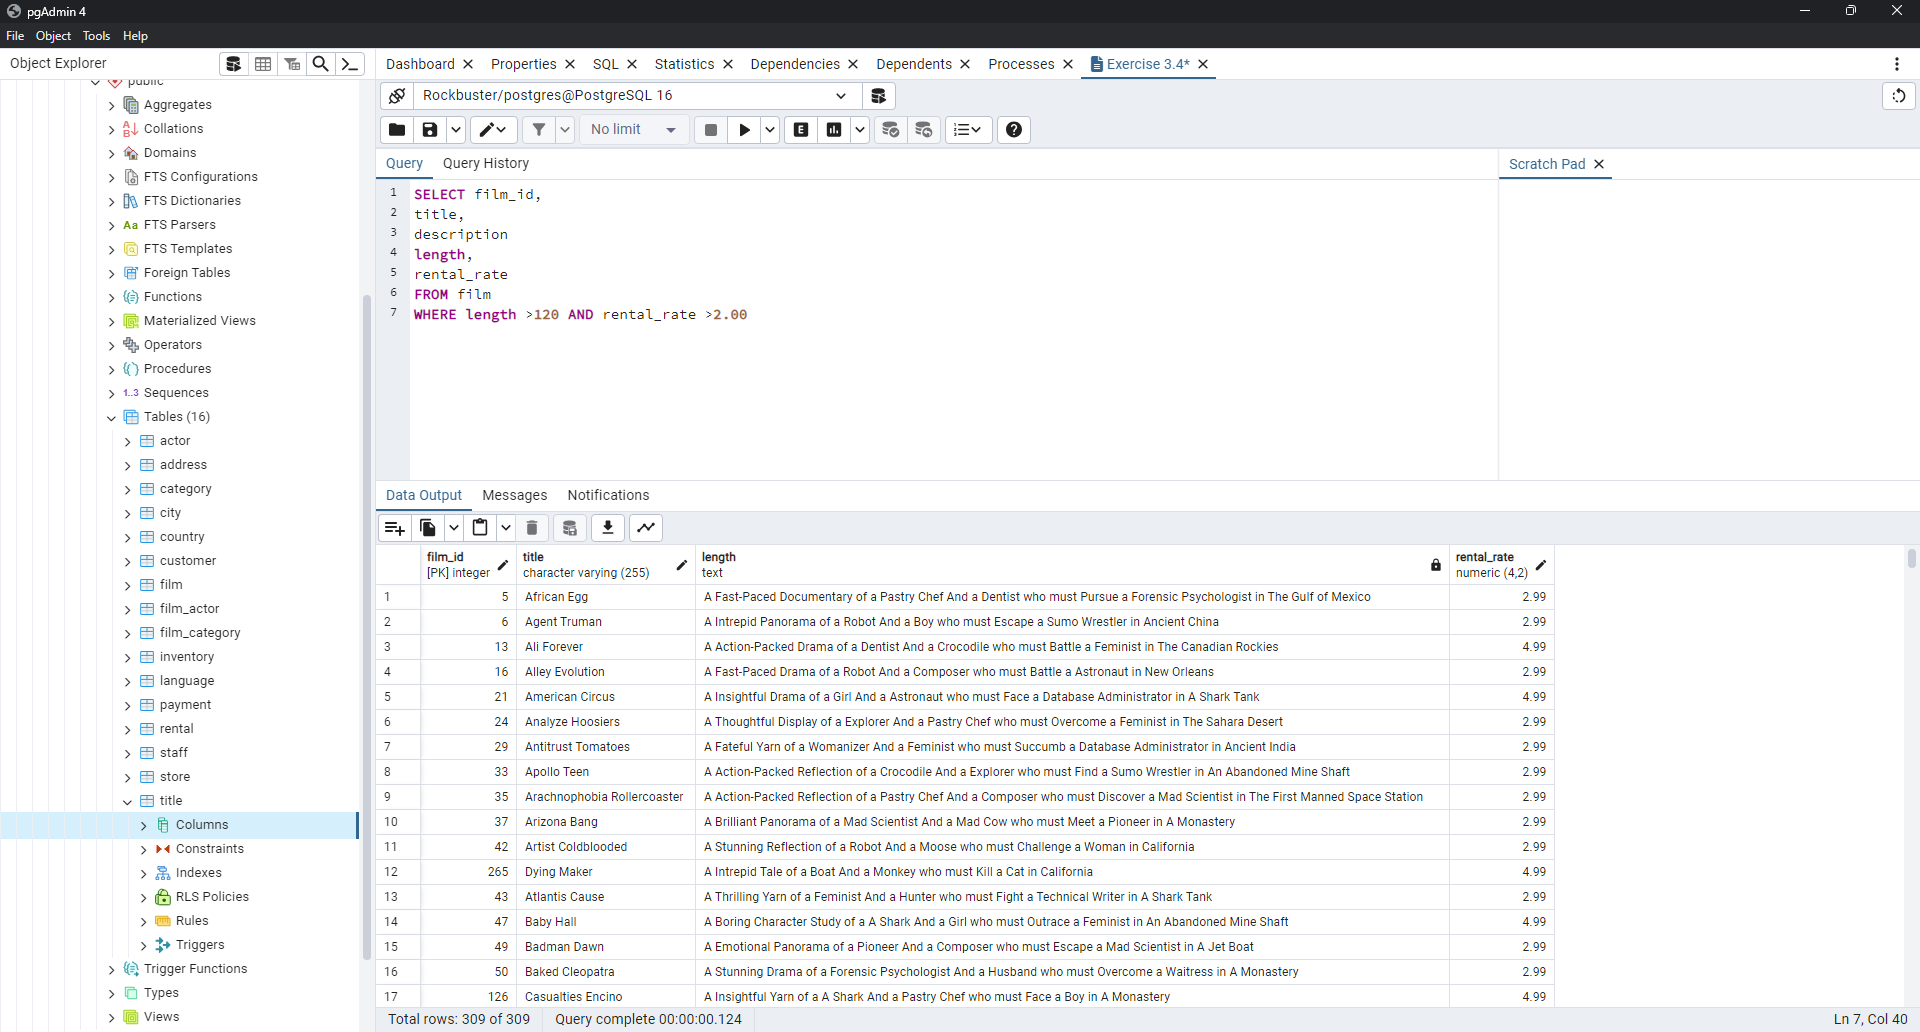 pgAdmin 4
File Object Tools Help
Object Explorer
Dashboard Properties SQL Statistics Dependencies Dependents Processes Exercise 3.4*
public
Aggregates
Collations
Domains
FTS Configurations
FTS Dictionaries
Aa FTS Parsers
FTS Templates
Foreign Tables
Functions
Materialized Views
Operators
Procedures
1..3 Sequences
Tables (16)
actor
address
category
city
country
customer
film
film_actor
film_category
inventory
language
payment
rental
staff
store
title
Columns
Constraints
Indexes
RLS Policies
Rules
Triggers
Trigger Functions
Types
Views
Rockbuster/postgres@PostgreSQL 16
No limit
E
Query Query History
Scratch Pad
1 SELECT film_id,
2 title,
3 description
4 length,
5 rental_rate
6 FROM film
7 WHERE length >120 AND rental_rate >2.00
Data Output Messages Notifications
film_id title length rental_rate
[PK] integer character varying (255) text numeric (4,2)
1 5 African Egg A Fast-Paced Documentary of a Pastry Chef And a Dentist who must Pursue a Forensic Psychologist in The Gulf of Mexico 2.99
2 6 Agent Truman A Intrepid Panorama of a Robot And a Boy who must Escape a Sumo Wrestler in Ancient China 2.99
3 13 Ali Forever A Action-Packed Drama of a Dentist And a Crocodile who must Battle a Feminist in The Canadian Rockies 4.99
4 16 Alley Evolution A Fast-Paced Drama of a Robot And a Composer who must Battle a Astronaut in New Orleans 2.99
5 21 American Circus A Insightful Drama of a Girl And a Astronaut who must Face a Database Administrator in A Shark Tank 4.99
6 24 Analyze Hoosiers A Thoughtful Display of a Explorer And a Pastry Chef who must Overcome a Feminist in The Sahara Desert 2.99
7 29 Antitrust Tomatoes A Fateful Yarn of a Womanizer And a Feminist who must Succumb a Database Administrator in Ancient India 2.99
8 33 Apollo Teen A Action-Packed Reflection of a Crocodile And a Explorer who must Find a Sumo Wrestler in An Abandoned Mine Shaft 2.99
9 35 Arachnophobia Rollercoaster A Action-Packed Reflection of a Pastry Chef And a Composer who must Discover a Mad Scientist in The First Manned Space Station 2.99
10 37 Arizona Bang A Brilliant Panorama of a Mad Scientist And a Mad Cow who must Meet a Pioneer in A Monastery 2.99
11 42 Artist Coldblooded A Stunning Reflection of a Robot And a Moose who must Challenge a Woman in California 2.99
12 265 Dying Maker A Intrepid Tale of a Boat And a Monkey who must Kill a Cat in California 4.99
13 43 Atlantis Cause A Thrilling Yarn of a Feminist And a Hunter who must Fight a Technical Writer in A Shark Tank 2.99
14 47 Baby Hall A Boring Character Study of a A Shark And a Girl who must Outrace a Feminist in An Abandoned Mine Shaft 4.99
15 49 Badman Dawn A Emotional Panorama of a Pioneer And a Composer who must Escape a Mad Scientist in A Jet Boat 2.99
16 50 Baked Cleopatra A Stunning Drama of a Forensic Psychologist And a Husband who must Overcome a Waitress in A Monastery 2.99
17 126 Casualties Encino A Insightful Yarn of a A Shark And a Pastry Chef who must Face a Boy in A Monastery 4.99
Total rows: 309 of 309 Query complete 00:00:00.124 Ln 7, Col 40